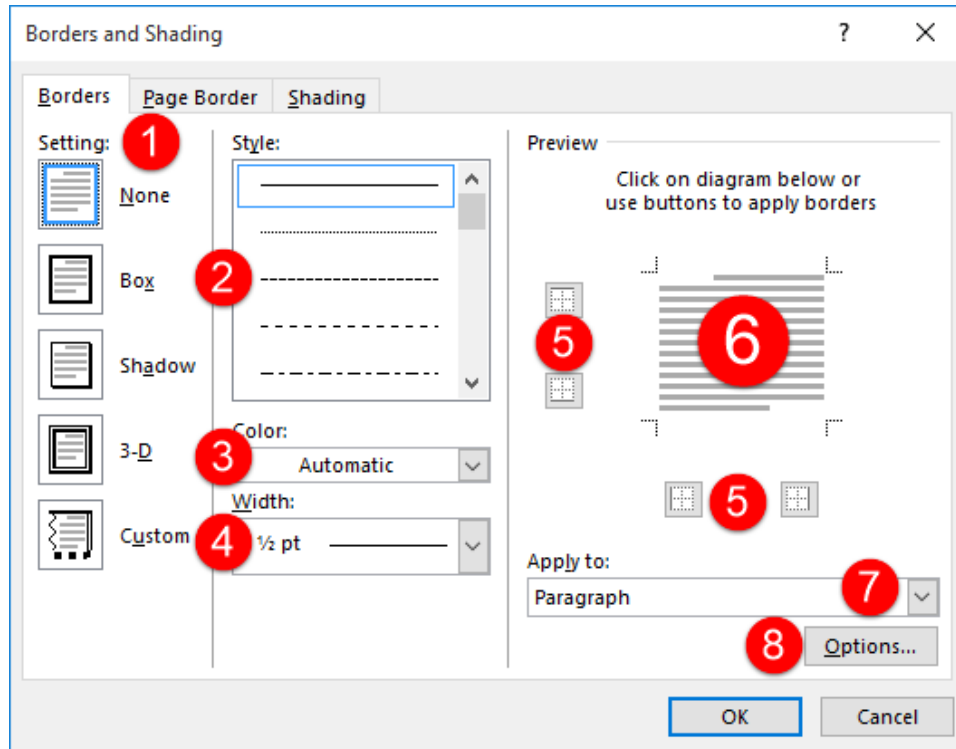 Borders and Shading ?
Borders Page Border Shading
Setting: 1
None
Box
Shadow
3-D
Custom
Style:
2
Color:
3 Automatic
Width:
4 ½ pt
Preview
Click on diagram below or
use buttons to apply borders
5
6
5
Apply to:
Paragraph 7
8 Options...
OK Cancel